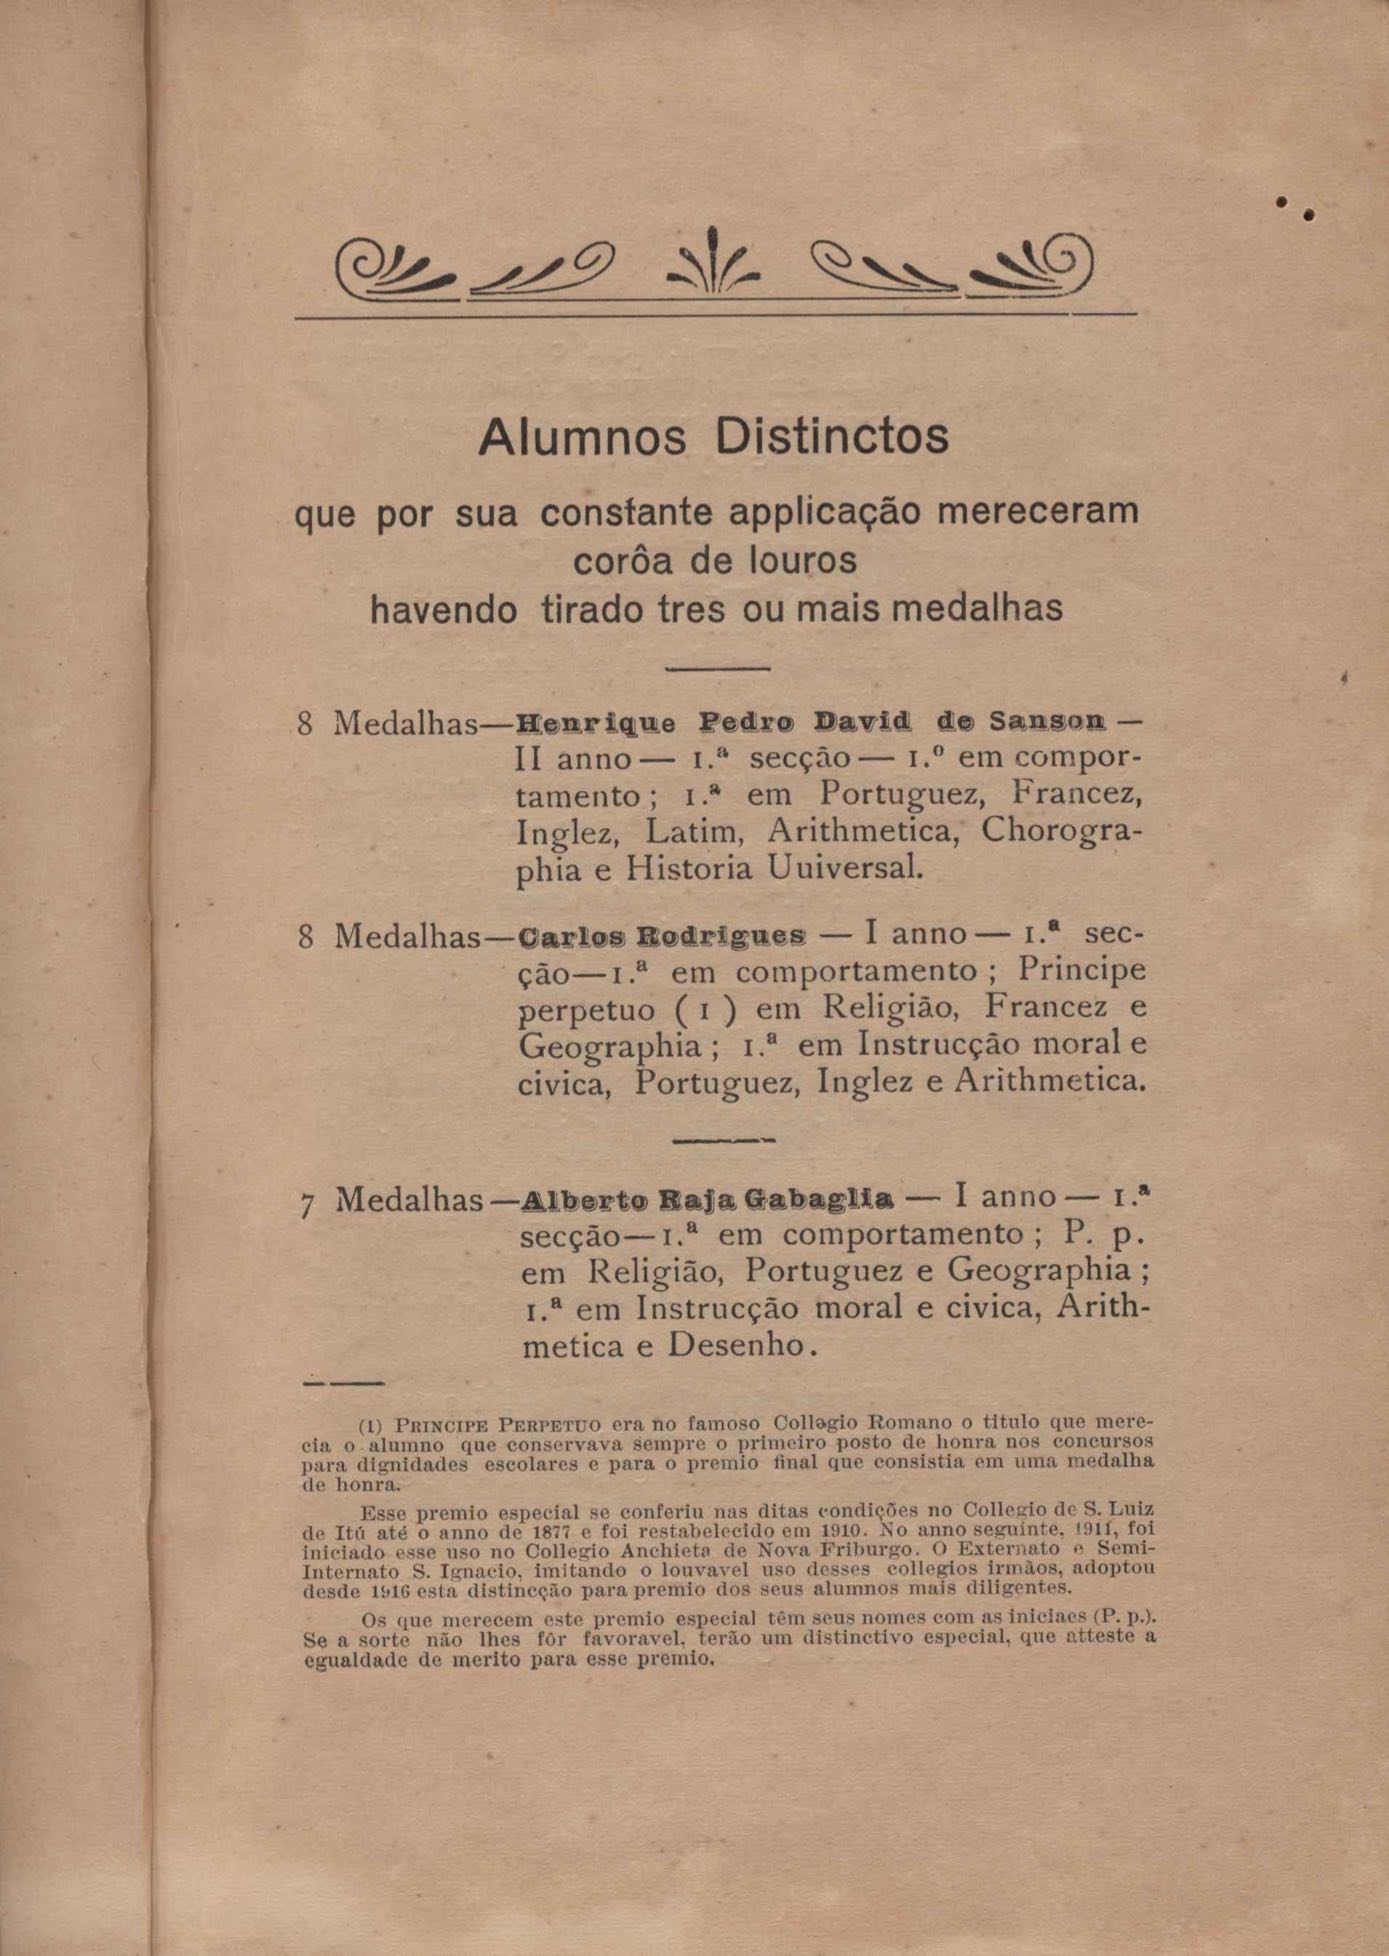 Alumnos Distinctos
que por sua constante applicação mereceram
corôa de louros
havendo tirado tres ou mais medalhas
8 Medalhas—Henrique Pedro David de Sanson —
II anno — 1.ª secção — 1.º em compor-
tamento ; 1.ª em Portuguez, Francez,
Inglez, Latim, Arithmetica, Chorogra-
phia e Historia Uuiversal.
8 Medalhas—Carlos Rodrigues — I anno — 1.ª sec-
ção—1.ª em comportamento ; Principe
perpetuo ( 1 ) em Religião, Francez e
Geographia ; 1.ª em Instrucção moral e
civica, Portuguez, Inglez e Arithmetica.
7 Medalhas—Alberto Raja Gabaglia — I anno — 1.ª
secção—1.ª em comportamento ; P. p.
em Religião, Portuguez e Geographia ;
1.ª em Instrucção moral e civica, Arith-
metica e Desenho.
(1) PRINCIPE PERPETUO era no famoso Collegio Romano o titulo que mere-
cia o alumno que conservava sempre o primeiro posto de honra nos concursos
para dignidades escolares e para o premio final que consistia em uma medalha
de honra.
Esse premio especial se conferiu nas ditas condições no Collegio de S. Luiz
de Itú até o anno de 1877 e foi restabelecido em 1910. No anno seguinte, 1911, foi
iniciado esse uso no Collegio Anchieta de Nova Friburgo. O Externato e Semi-
Internato S. Ignacio, imitando o louvavel uso desses collegios irmãos, adoptou
desde 1916 esta distincção para premio dos seus alumnos mais diligentes.
Os que merecem este premio especial têm seus nomes com as iniciaes (P. p.).
Se a sorte não lhes fôr favoravel, terão um distinctivo especial, que atteste a
egualdade de merito para esse premio.